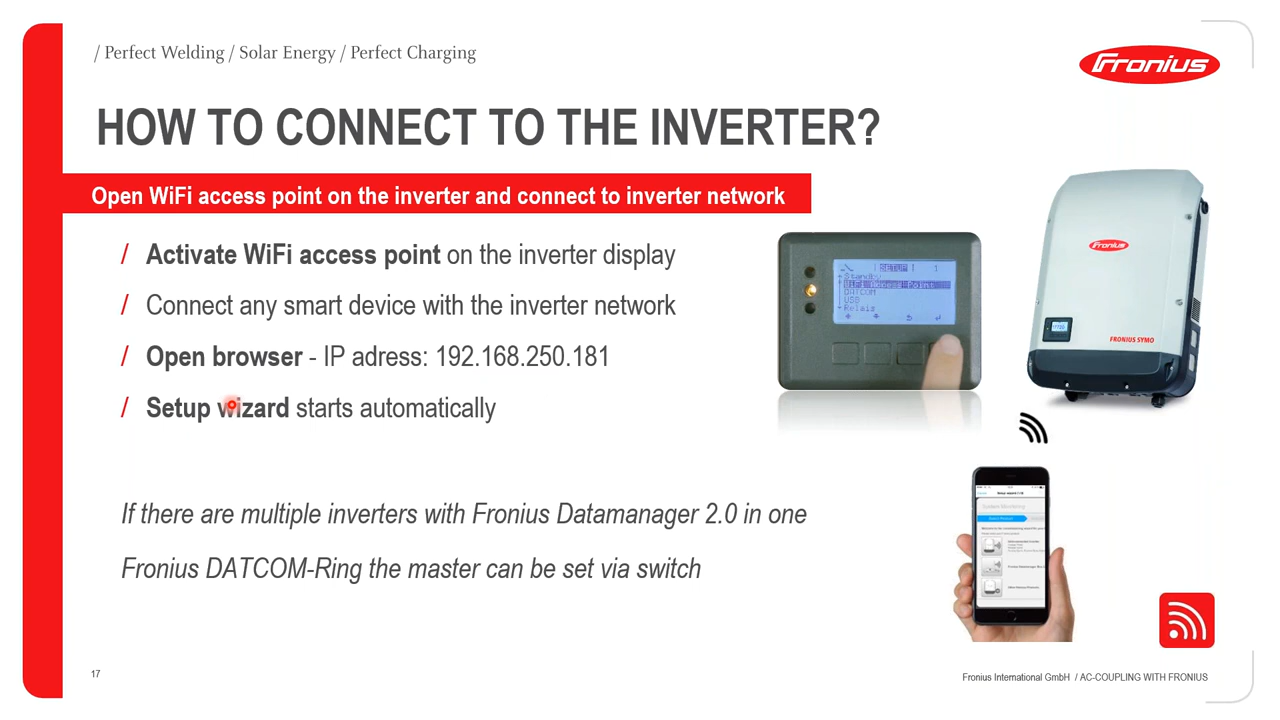 / Perfect Welding / Solar Energy / Perfect Charging
Fronius
HOW TO CONNECT TO THE INVERTER?
Open WiFi access point on the inverter and connect to inverter network
/ Activate WiFi access point on the inverter display
/ Connect any smart device with the inverter network
/ Open browser - IP adress: 192.168.250.181
/ Setup wizard starts automatically
If there are multiple inverters with Fronius Datamanager 2.0 in one
Fronius DATCOM-Ring the master can be set via switch
SETUP 1
Standby
WiFi Access Point
DATCOM
USB
Relais
Fronius
FRONIUS SYMO
System Monitoring
17
Fronius International GmbH / AC-COUPLING WITH FRONIUS